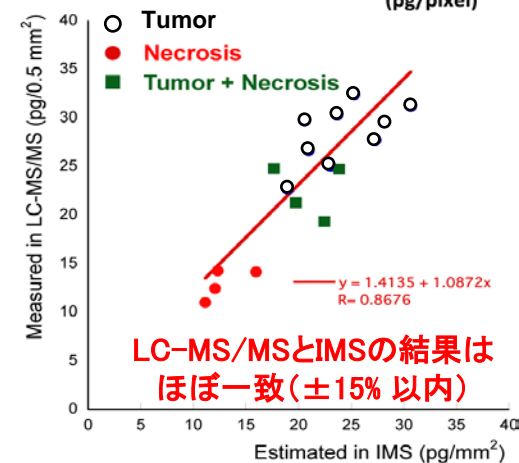 (pg/pixel)
Tumor
Necrosis
Tumor + Necrosis
Measured in LC-MS/MS (pg/0.5 mm²)
40
35
30
25
20
15
10
5
0
y = 1.4135 + 1.0872x
R= 0.8676
LC-MS/MSとIMSの結果は
ほぼ一致(±15% 以内)
0 5 10 15 20 25 30 35 40
Estimated in IMS (pg/mm²)